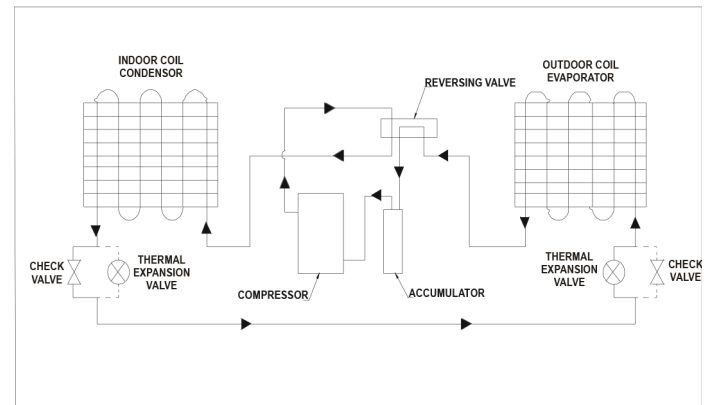 INDOOR COIL
CONDENSOR
OUTDOOR COIL
EVAPORATOR
REVERSING VALVE
CHECK
VALVE
THERMAL
EXPANSION
VALVE
COMPRESSOR
ACCUMULATOR
THERMAL
EXPANSION
VALVE
CHECK
VALVE